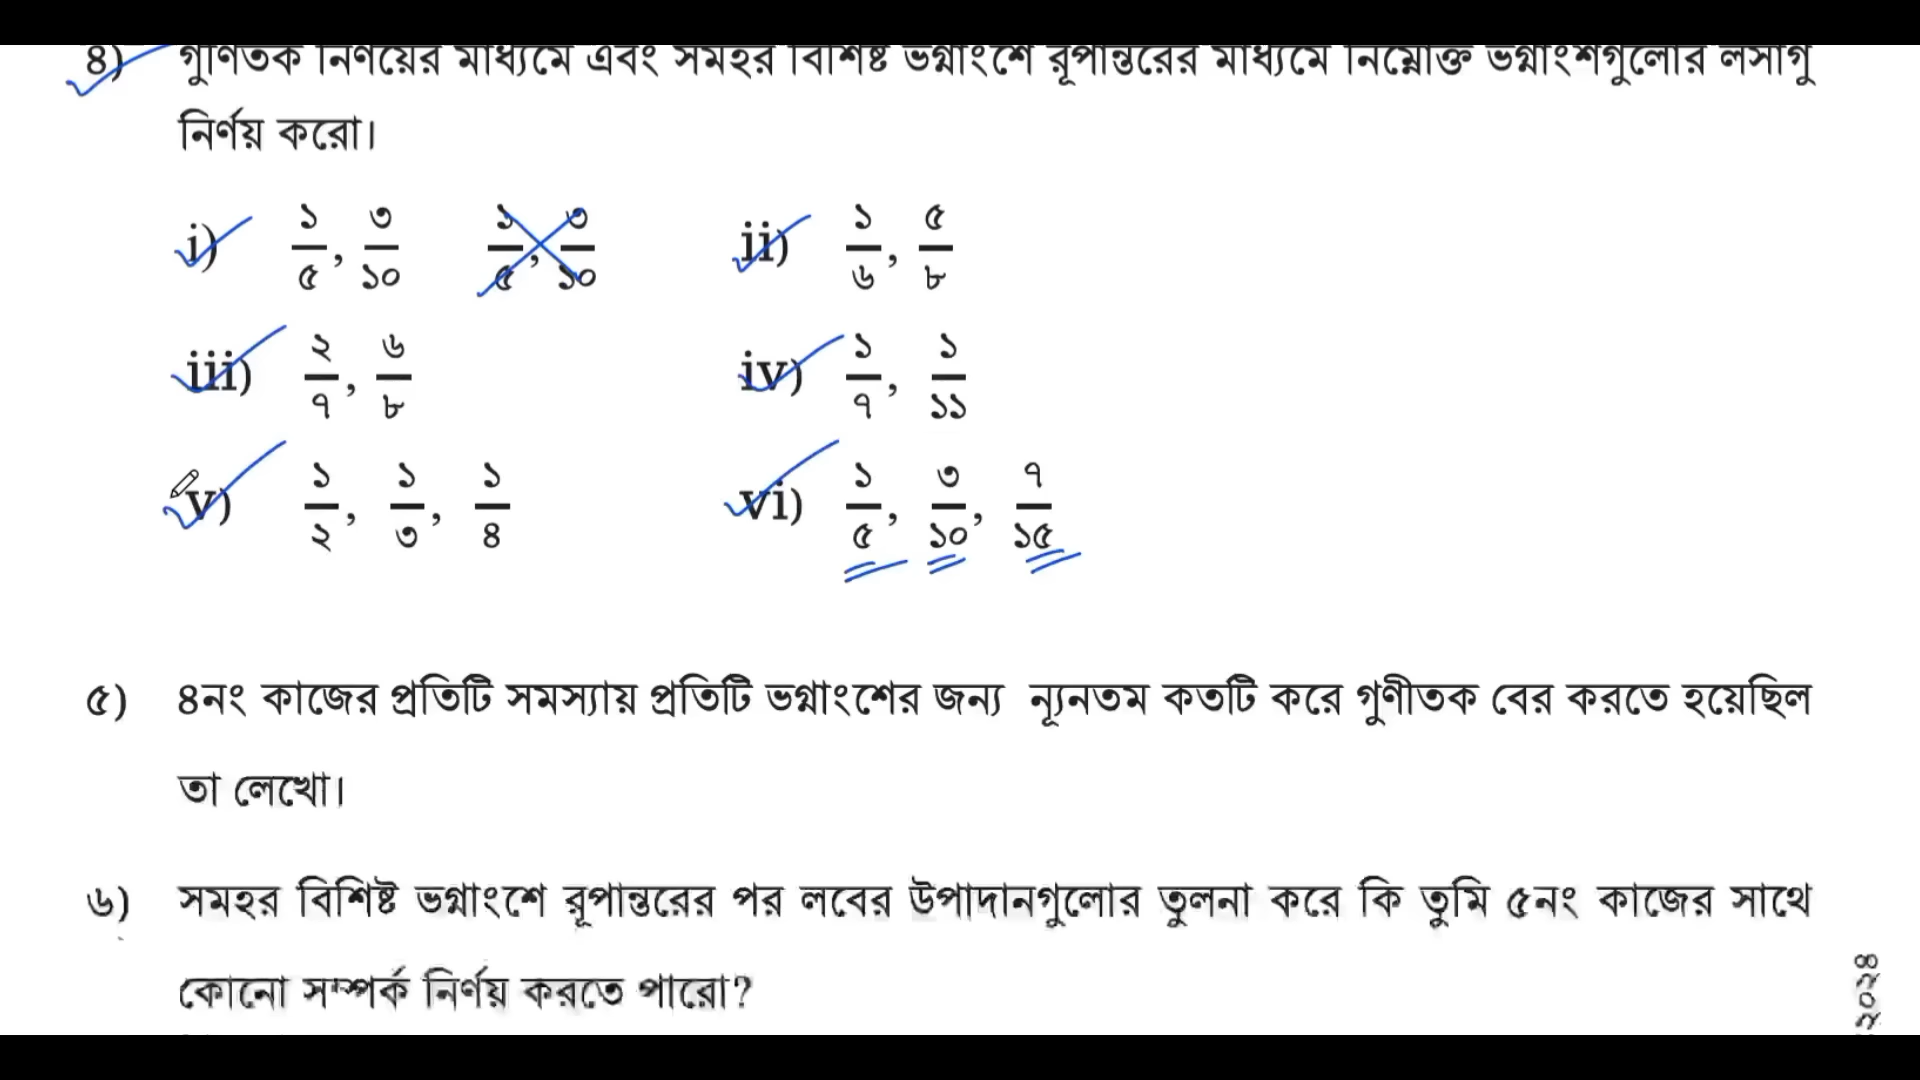 ৪) গুণিতক নির্ণয়ের মাধ্যমে এবং সমহর বিশিষ্ট ভগ্নাংশে রূপান্তরের মাধ্যমে নিম্নোক্ত ভগ্নাংশগুলোর লসাগু
নির্ণয় করো।
i) ১/৫, ৩/১০ ১/৫, ৩/১০ ii) ১/৬, ৫/৮
iii) ২/৭, ৬/৮ iv) ১/৭, ১/১১
v) ১/২, ১/৩, ১/৪ vi) ১/৫, ৩/১০, ৭/১৫
৫) ৪নং কাজের প্রতিটি সমস্যায় প্রতিটি ভগ্নাংশের জন্য ন্যূনতম কতটি করে গুণীতক বের করতে হয়েছিল
তা লেখো।
৬) সমহর বিশিষ্ট ভগ্নাংশে রূপান্তরের পর লবের উপাদানগুলোর তুলনা করে কি তুমি ৫নং কাজের সাথে
কোনো সম্পর্ক নির্ণয় করতে পারো?
২০২৪